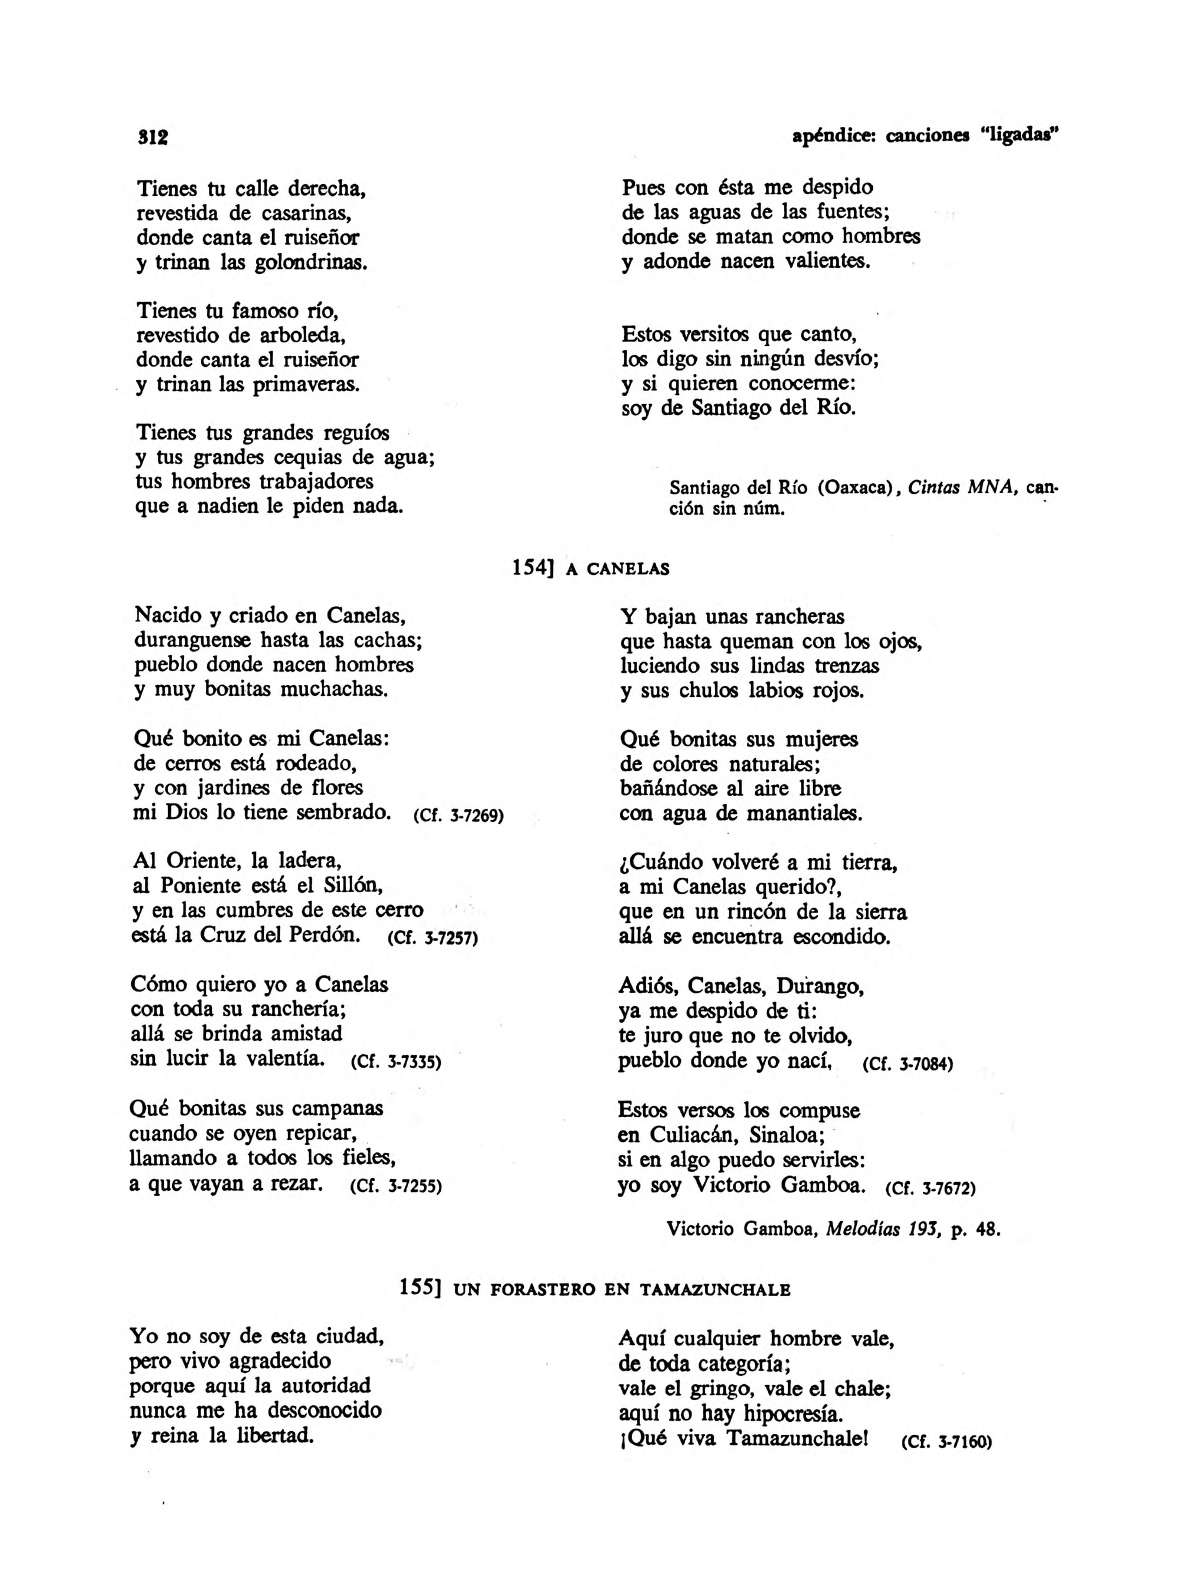 312
apéndice: canciones “ligadas”
Tienes tu calle derecha,
revestida de casarinas,
donde canta el ruiseñor
y trinan las golondrinas.
Tienes tu famoso río,
revestido de arboleda,
donde canta el ruiseñor
y trinan las primaveras.
Tienes tus grandes reguíos
y tus grandes cequias de agua;
tus hombres trabajadores
que a nadien le piden nada.
Pues con ésta me despido
de las aguas de las fuentes;
donde se matan como hombres
y adonde nacen valientes.
Estos versitos que canto,
los digo sin ningún desvío;
y si quieren conocerme:
soy de Santiago del Río.
Santiago del Río (Oaxaca), Cintas MNA, can-
ción sin núm.
154] A CANELAS
Nacido y criado en Canelas,
duranguense hasta las cachas;
pueblo donde nacen hombres
y muy bonitas muchachas.
Qué bonito es mi Canelas:
de cerros está rodeado,
y con jardines de flores
mi Dios lo tiene sembrado. (Cf. 3-7269)
Al Oriente, la ladera,
al Poniente está el Sillón,
y en las cumbres de este cerro
está la Cruz del Perdón. (Cf. 3-7257)
Cómo quiero yo a Canelas
con toda su ranchería;
allá se brinda amistad
sin lucir la valentía. (Cf. 3-7335)
Qué bonitas sus campanas
cuando se oyen repicar,
llamando a todos los fieles,
a que vayan a rezar. (Cf. 3-7255)
Y bajan unas rancheras
que hasta queman con los ojos,
luciendo sus lindas trenzas
y sus chulos labios rojos.
Qué bonitas sus mujeres
de colores naturales;
bañándose al aire libre
con agua de manantiales.
¿Cuándo volveré a mi tierra,
a mi Canelas querido?,
que en un rincón de la sierra
allá se encuentra escondido.
Adiós, Canelas, Durango,
ya me despido de ti:
te juro que no te olvido,
pueblo donde yo nací, (Cf. 3-7084)
Estos versos los compuse
en Culiacán, Sinaloa;
si en algo puedo servirles:
yo soy Victorio Gamboa. (Cf. 3-7672)
Victorio Gamboa, Melodías 193, p. 48.
155] UN FORASTERO EN TAMAZUNCHALE
Yo no soy de esta ciudad,
pero vivo agradecido
porque aquí la autoridad
nunca me ha desconocido
y reina la libertad.
Aquí cualquier hombre vale,
de toda categoría;
vale el gringo, vale el chale;
aquí no hay hipocresía.
¡Qué viva Tamazunchale! (Cf. 3-7160)